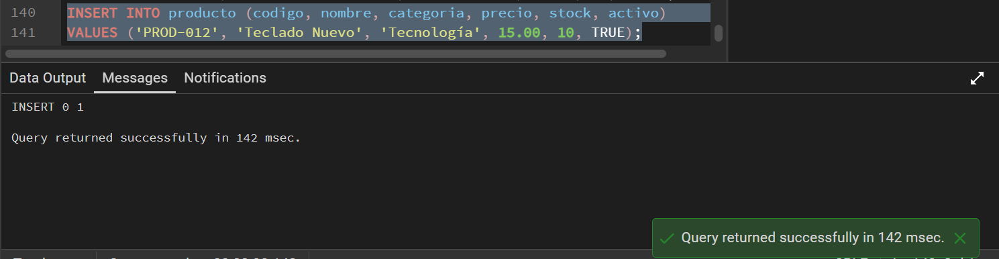 140 INSERT INTO producto (codigo, nombre, categoria, precio, stock, activo)
141 VALUES ('PROD-012', 'Teclado Nuevo', 'Tecnología', 15.00, 10, TRUE);
Data Output Messages Notifications
INSERT 0 1
Query returned successfully in 142 msec.
Query returned successfully in 142 msec.